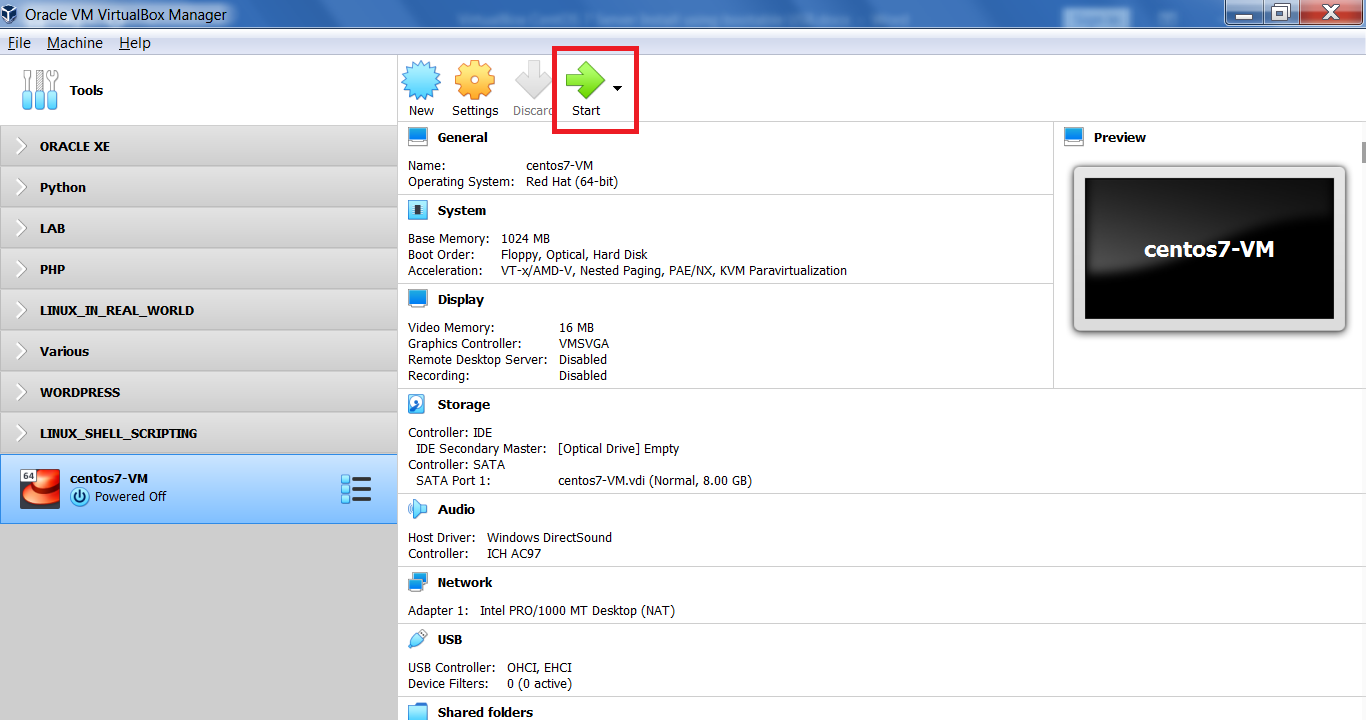 Oracle VM VirtualBox Manager
File Machine Help
Tools
New Settings Discard Start
ORACLE XE
Python
LAB
PHP
LINUX_IN_REAL_WORLD
Various
WORDPRESS
LINUX_SHELL_SCRIPTING
64
centos7-VM
Powered Off
General
Name: centos7-VM
Operating System: Red Hat (64-bit)
System
Base Memory: 1024 MB
Boot Order: Floppy, Optical, Hard Disk
Acceleration: VT-x/AMD-V, Nested Paging, PAE/NX, KVM Paravirtualization
Display
Video Memory: 16 MB
Graphics Controller: VMSVGA
Remote Desktop Server: Disabled
Recording: Disabled
Storage
Controller: IDE
IDE Secondary Master: [Optical Drive] Empty
Controller: SATA
SATA Port 1: centos7-VM.vdi (Normal, 8.00 GB)
Audio
Host Driver: Windows DirectSound
Controller: ICH AC97
Network
Adapter 1: Intel PRO/1000 MT Desktop (NAT)
USB
USB Controller: OHCI, EHCI
Device Filters: 0 (0 active)
Shared folders
Preview
centos7-VM